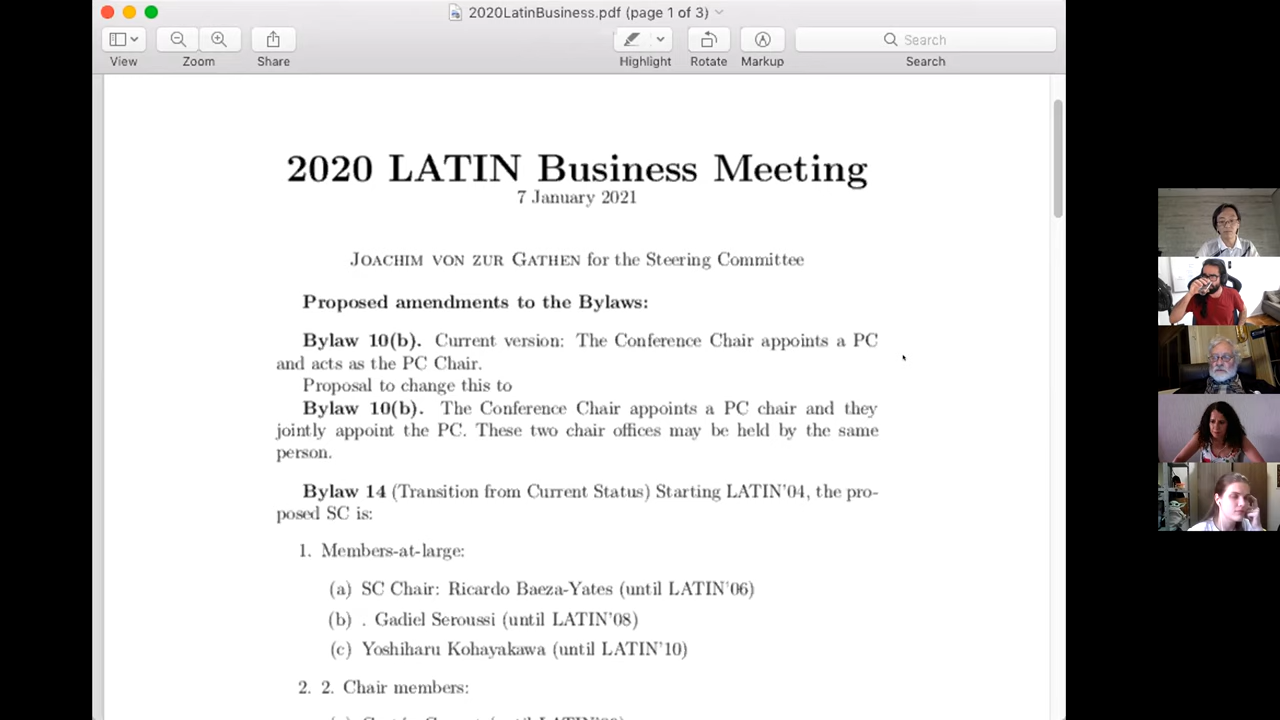 2020LatinBusiness.pdf (page 1 of 3)
View
Zoom
Share
Highlight
Rotate
Markup
Search
Search
2020 LATIN Business Meeting
7 January 2021
JOACHIM VON ZUR GATHEN for the Steering Committee
Proposed amendments to the Bylaws:
Bylaw 10(b). Current version: The Conference Chair appoints a PC
and acts as the PC Chair.
Proposal to change this to
Bylaw 10(b). The Conference Chair appoints a PC chair and they
jointly appoint the PC. These two chair offices may be held by the same
person.
Bylaw 14 (Transition from Current Status) Starting LATIN'04, the pro-
posed SC is:
1. Members-at-large:
(a) SC Chair: Ricardo Baeza-Yates (until LATIN'06)
(b) . Gadiel Seroussi (until LATIN'08)
(c) Yoshiharu Kohayakawa (until LATIN'10)
2. 2. Chair members: